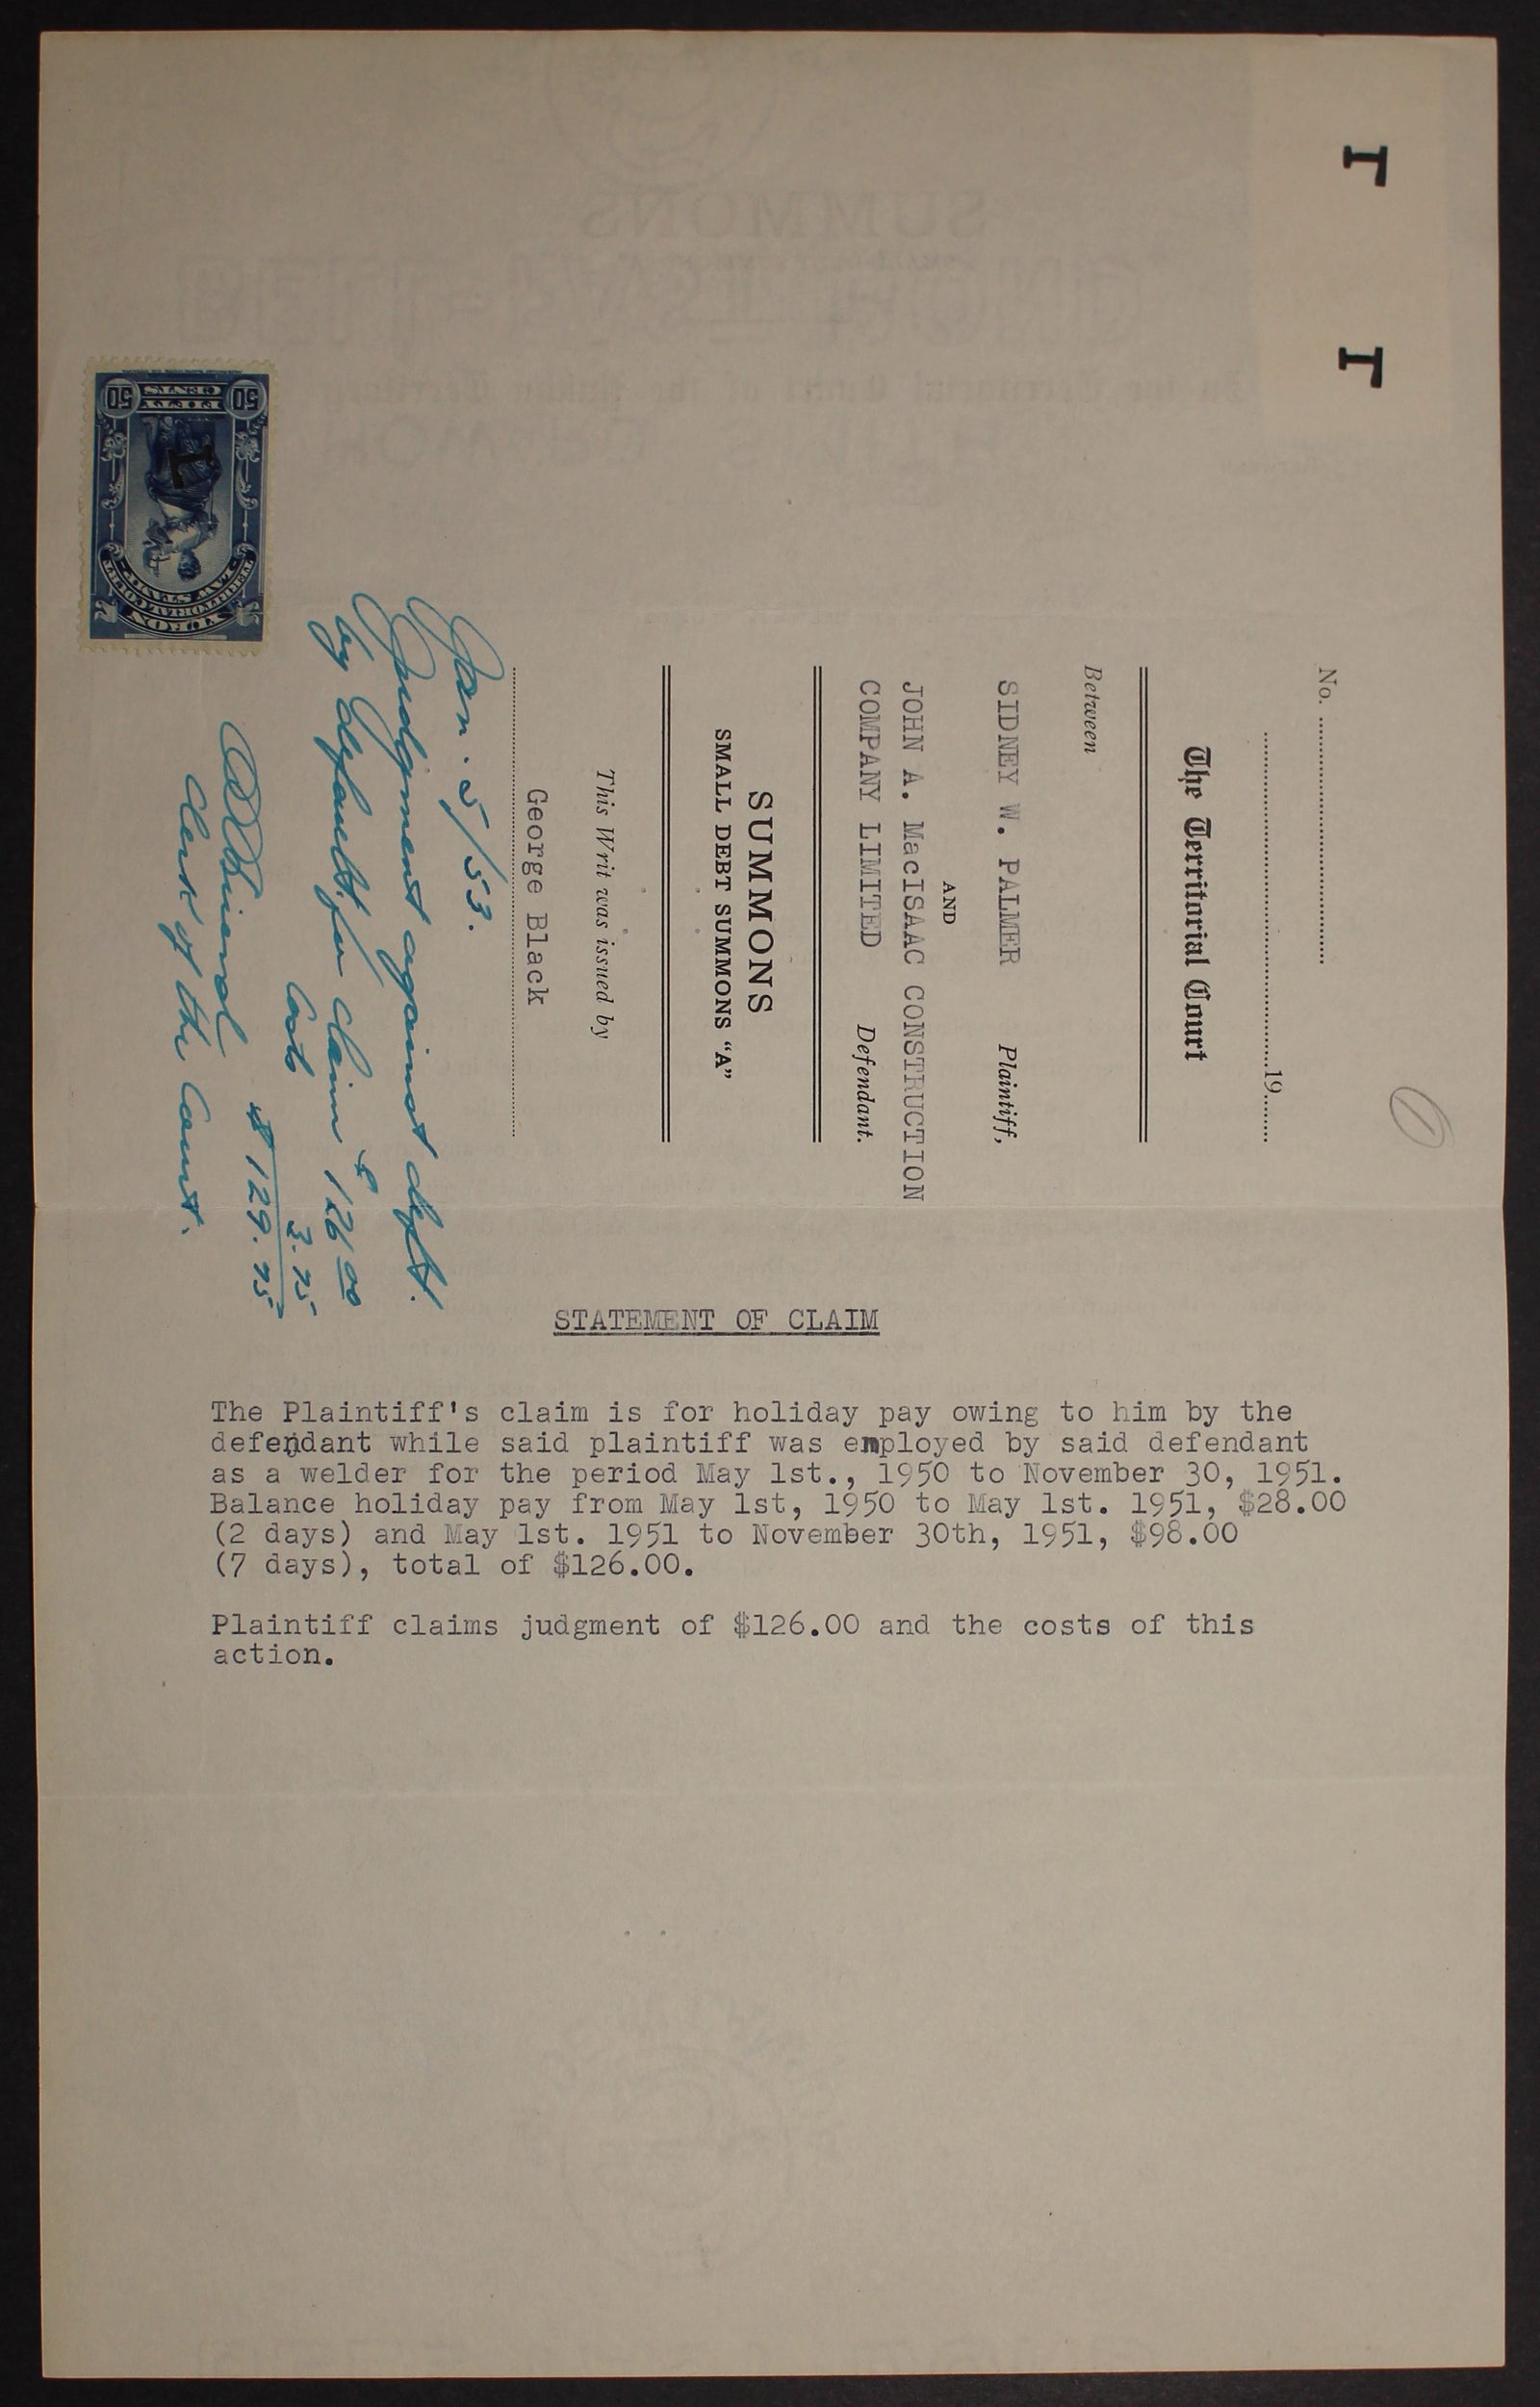 No.
19
The Territorial Court
Between
SIDNEY W. PALMER Plaintiff,
AND
JOHN A. MacISAAC CONSTRUCTION
COMPANY LIMITED Defendant.
SUMMONS
SMALL DEBT SUMMONS "A"
This Writ was issued by
George Black
Jan. 5/53.
Judgment against deft.
by default for claim $126.00
Costs 3.75
$129.75
Clerk of the Court.
FIFTY CENTS
50 50
YUKON
TERRITORIAL COURT
LAW STAMP
STATEMENT OF CLAIM
The Plaintiff's claim is for holiday pay owing to him by the
defendant while said plaintiff was employed by said defendant
as a welder for the period May 1st., 1950 to November 30, 1951.
Balance holiday pay from May 1st, 1950 to May 1st. 1951, $28.00
(2 days) and May 1st. 1951 to November 30th, 1951, $98.00
(7 days), total of $126.00.
Plaintiff claims judgment of $126.00 and the costs of this
action.